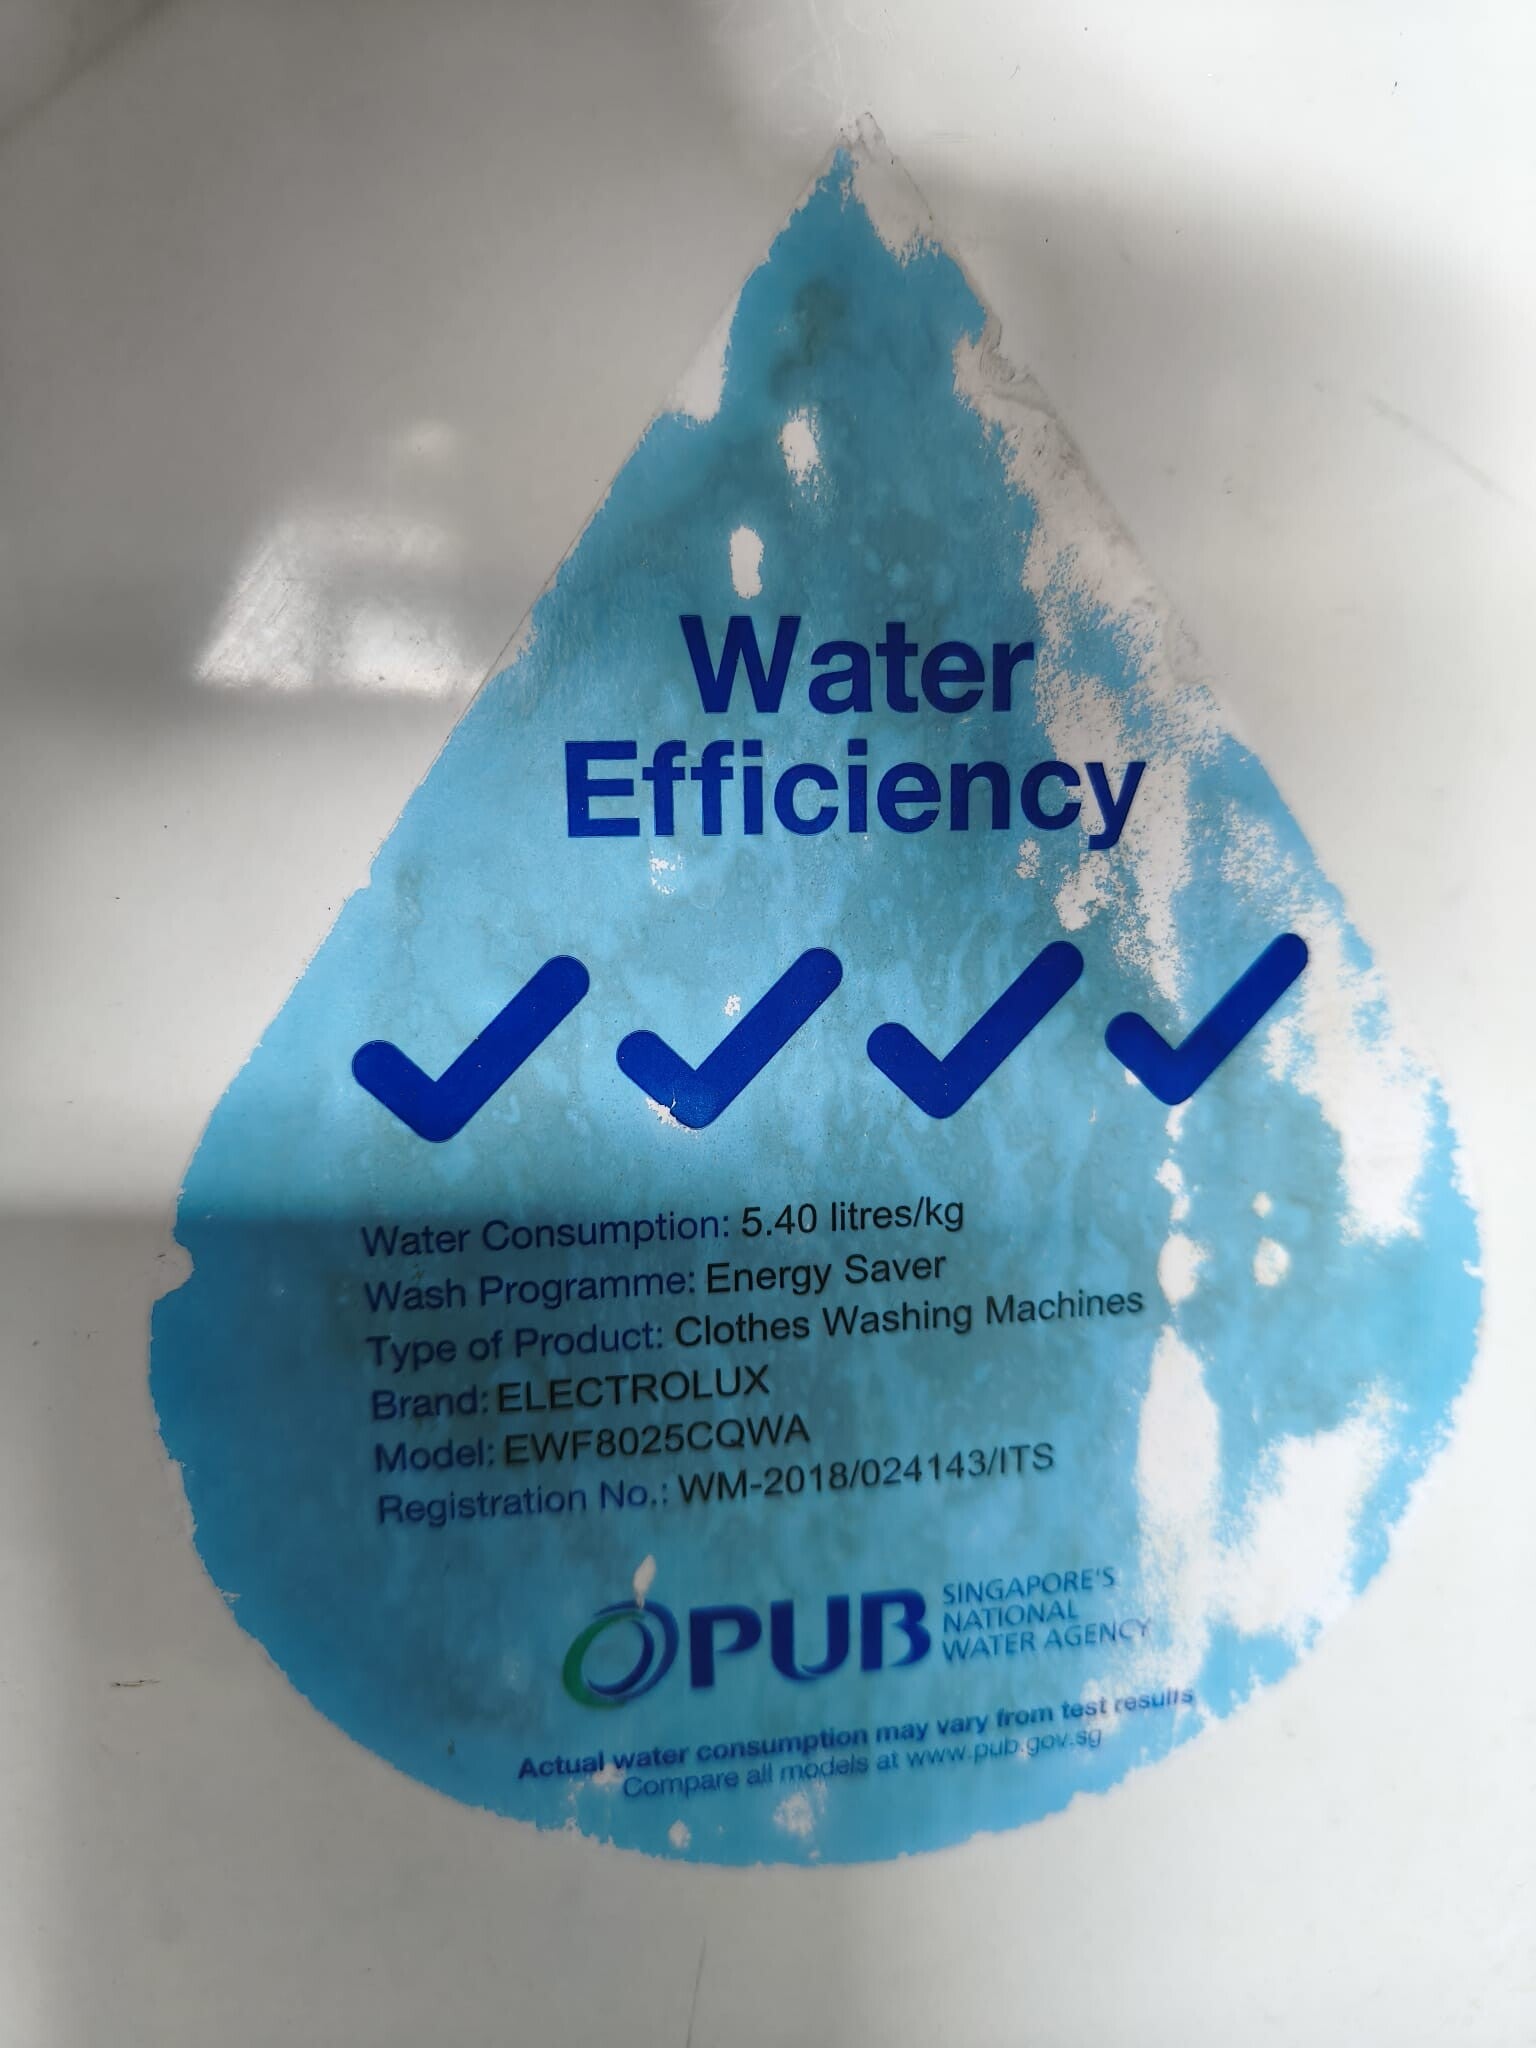 Water
Efficiency
Water Consumption: 5.40 litres/kg
Wash Programme: Energy Saver
Type of Product: Clothes Washing Machines
Brand: ELECTROLUX
Model: EWF8025CQWA
Registration No.: WM-2018/024143/ITS
PUB
SINGAPORE'S
NATIONAL
WATER AGENCY
Actual water consumption may vary from test results
Compare all models at www.pub.gov.sg